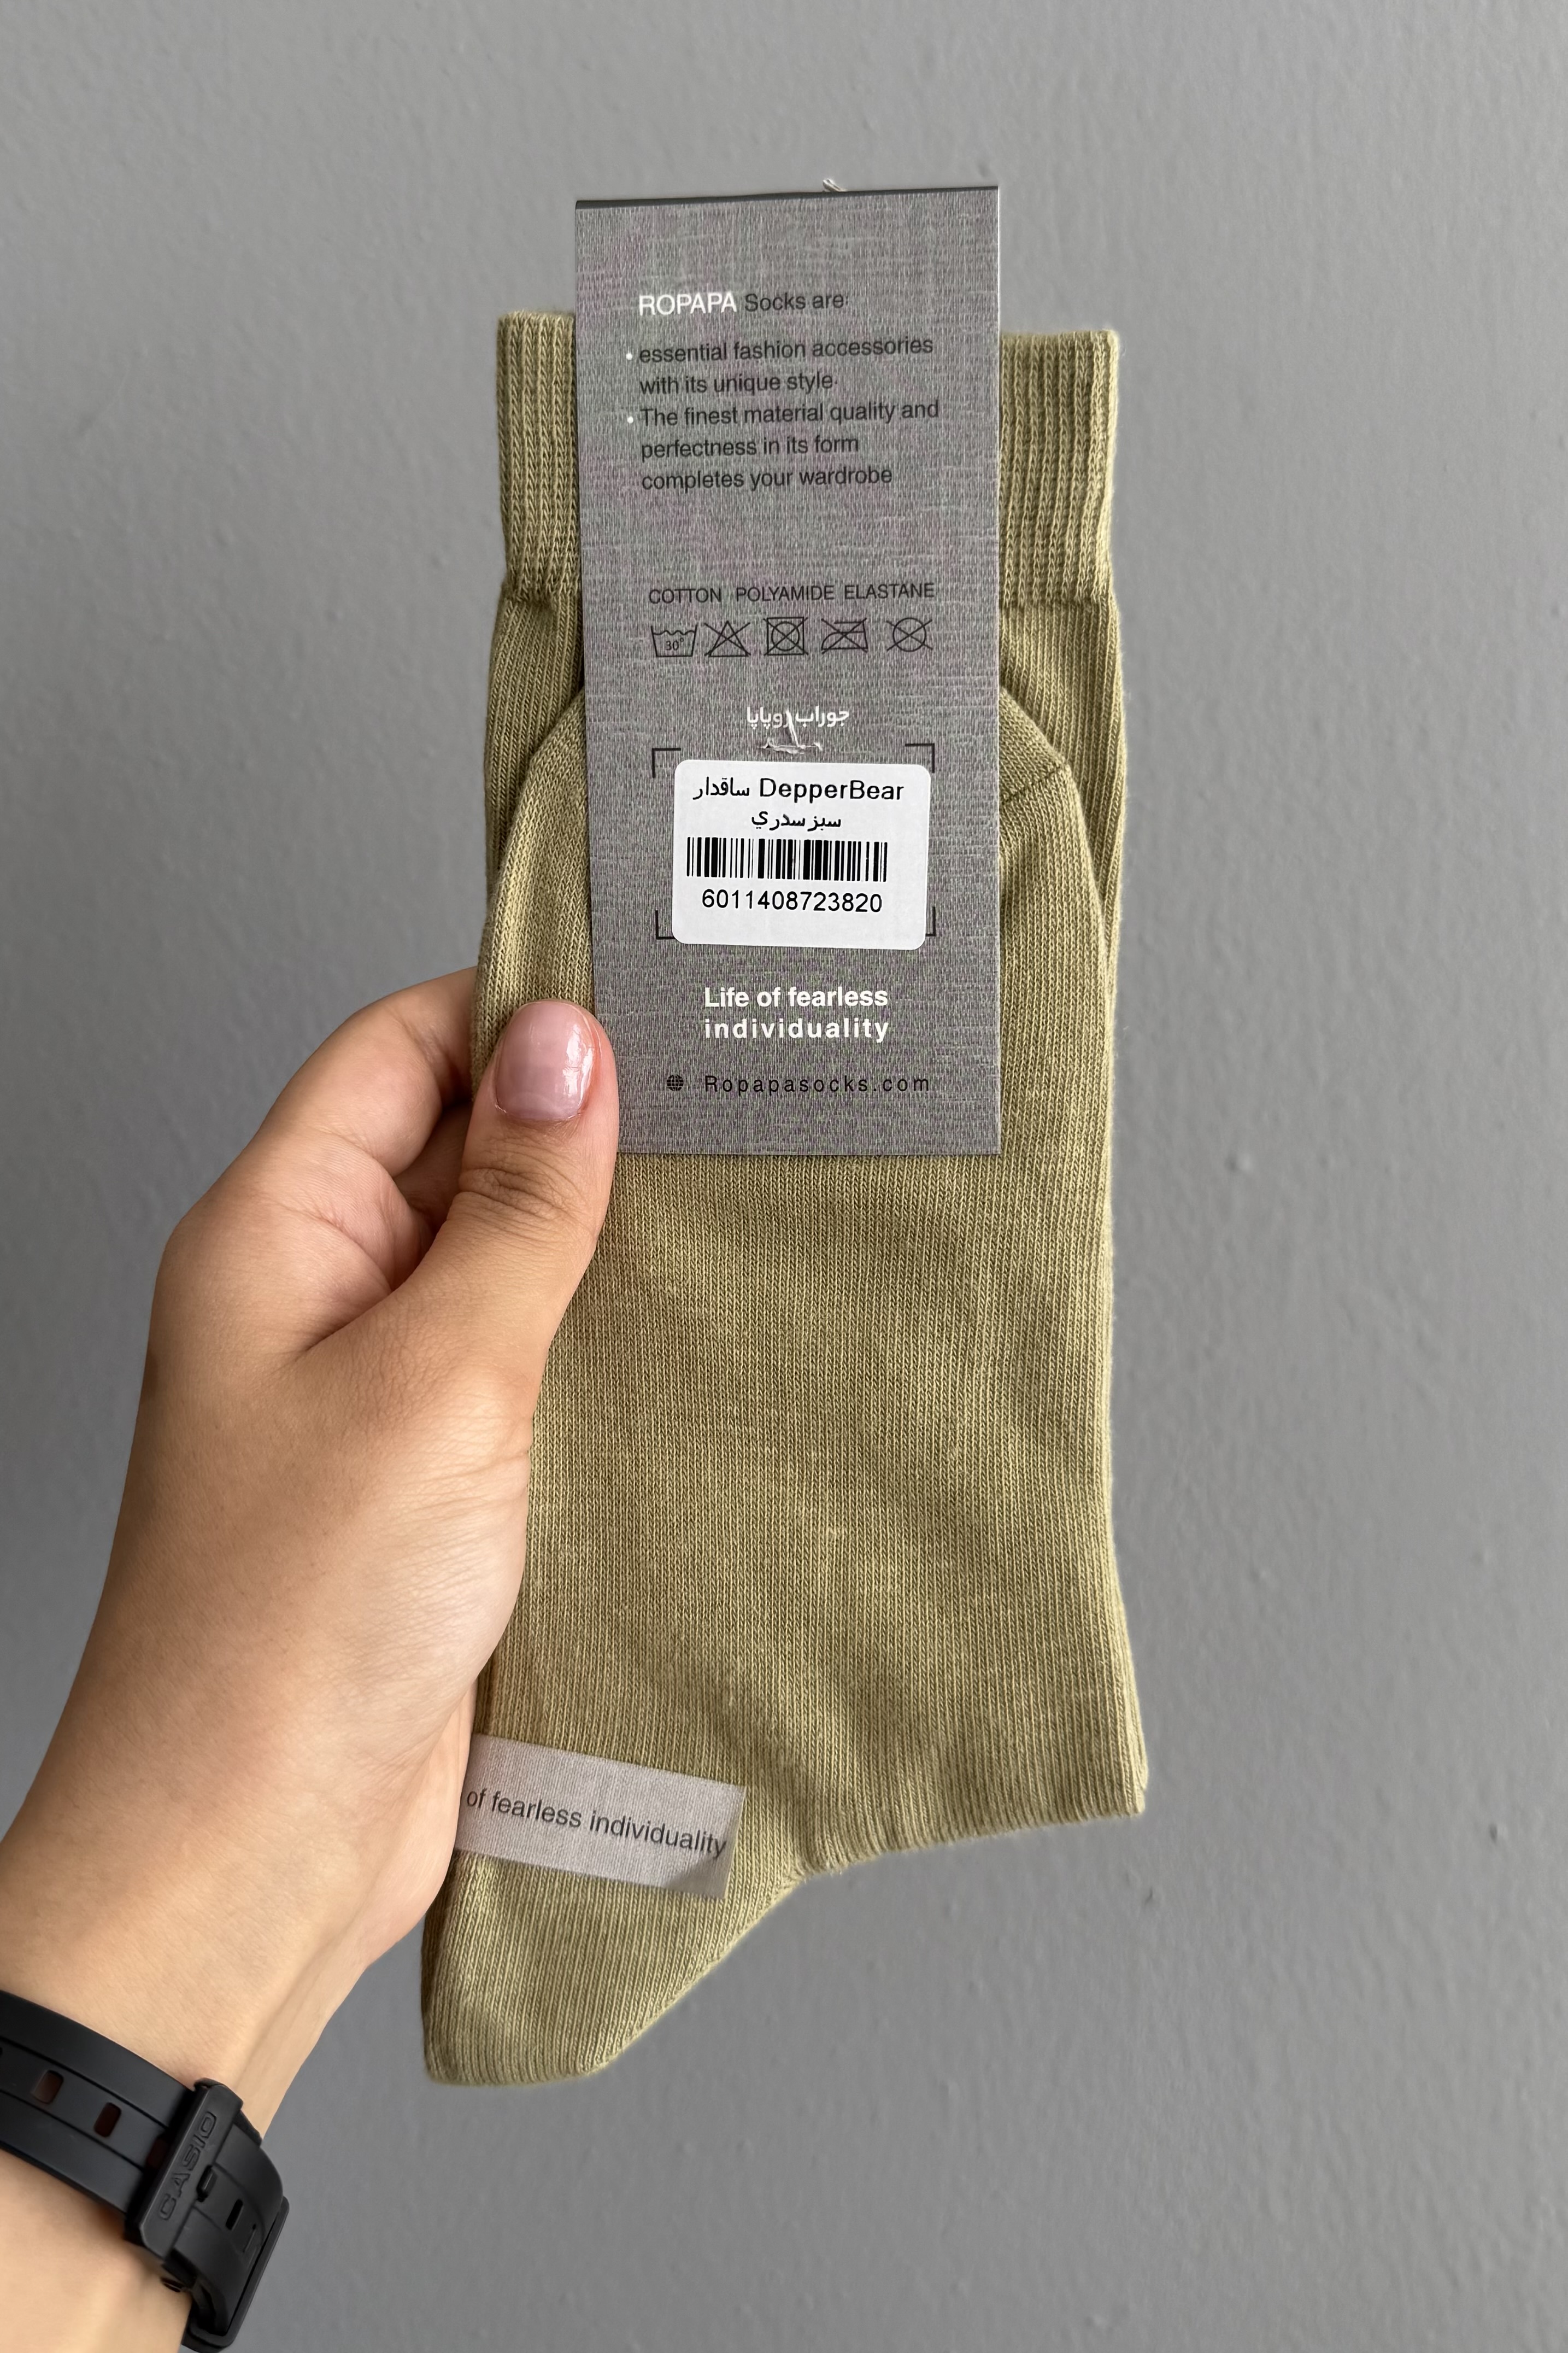 ROPAPA Socks are:
• essential fashion accessories
with its unique style.
• The finest material quality and
perfectness in its form
completes your wardrobe
COTTON POLYAMIDE ELASTANE
30°
جوراب روپاپا
DepperBear ساقدار
سبز سدري
6011408723820
Life of fearless
individuality
Ropapasocks.com
of fearless individuality
CASIO